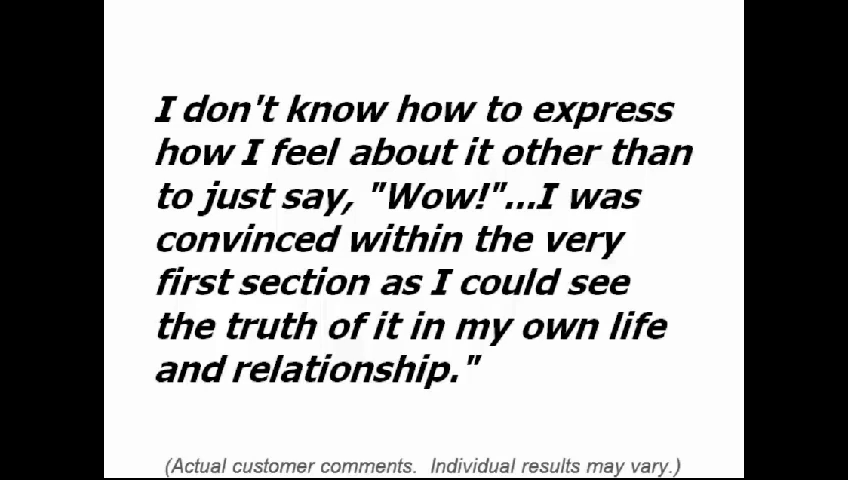 I don't know how to express
how I feel about it other than
to just say, "Wow!"...I was
convinced within the very
first section as I could see
the truth of it in my own life
and relationship."
(Actual customer comments.  Individual results may vary.)